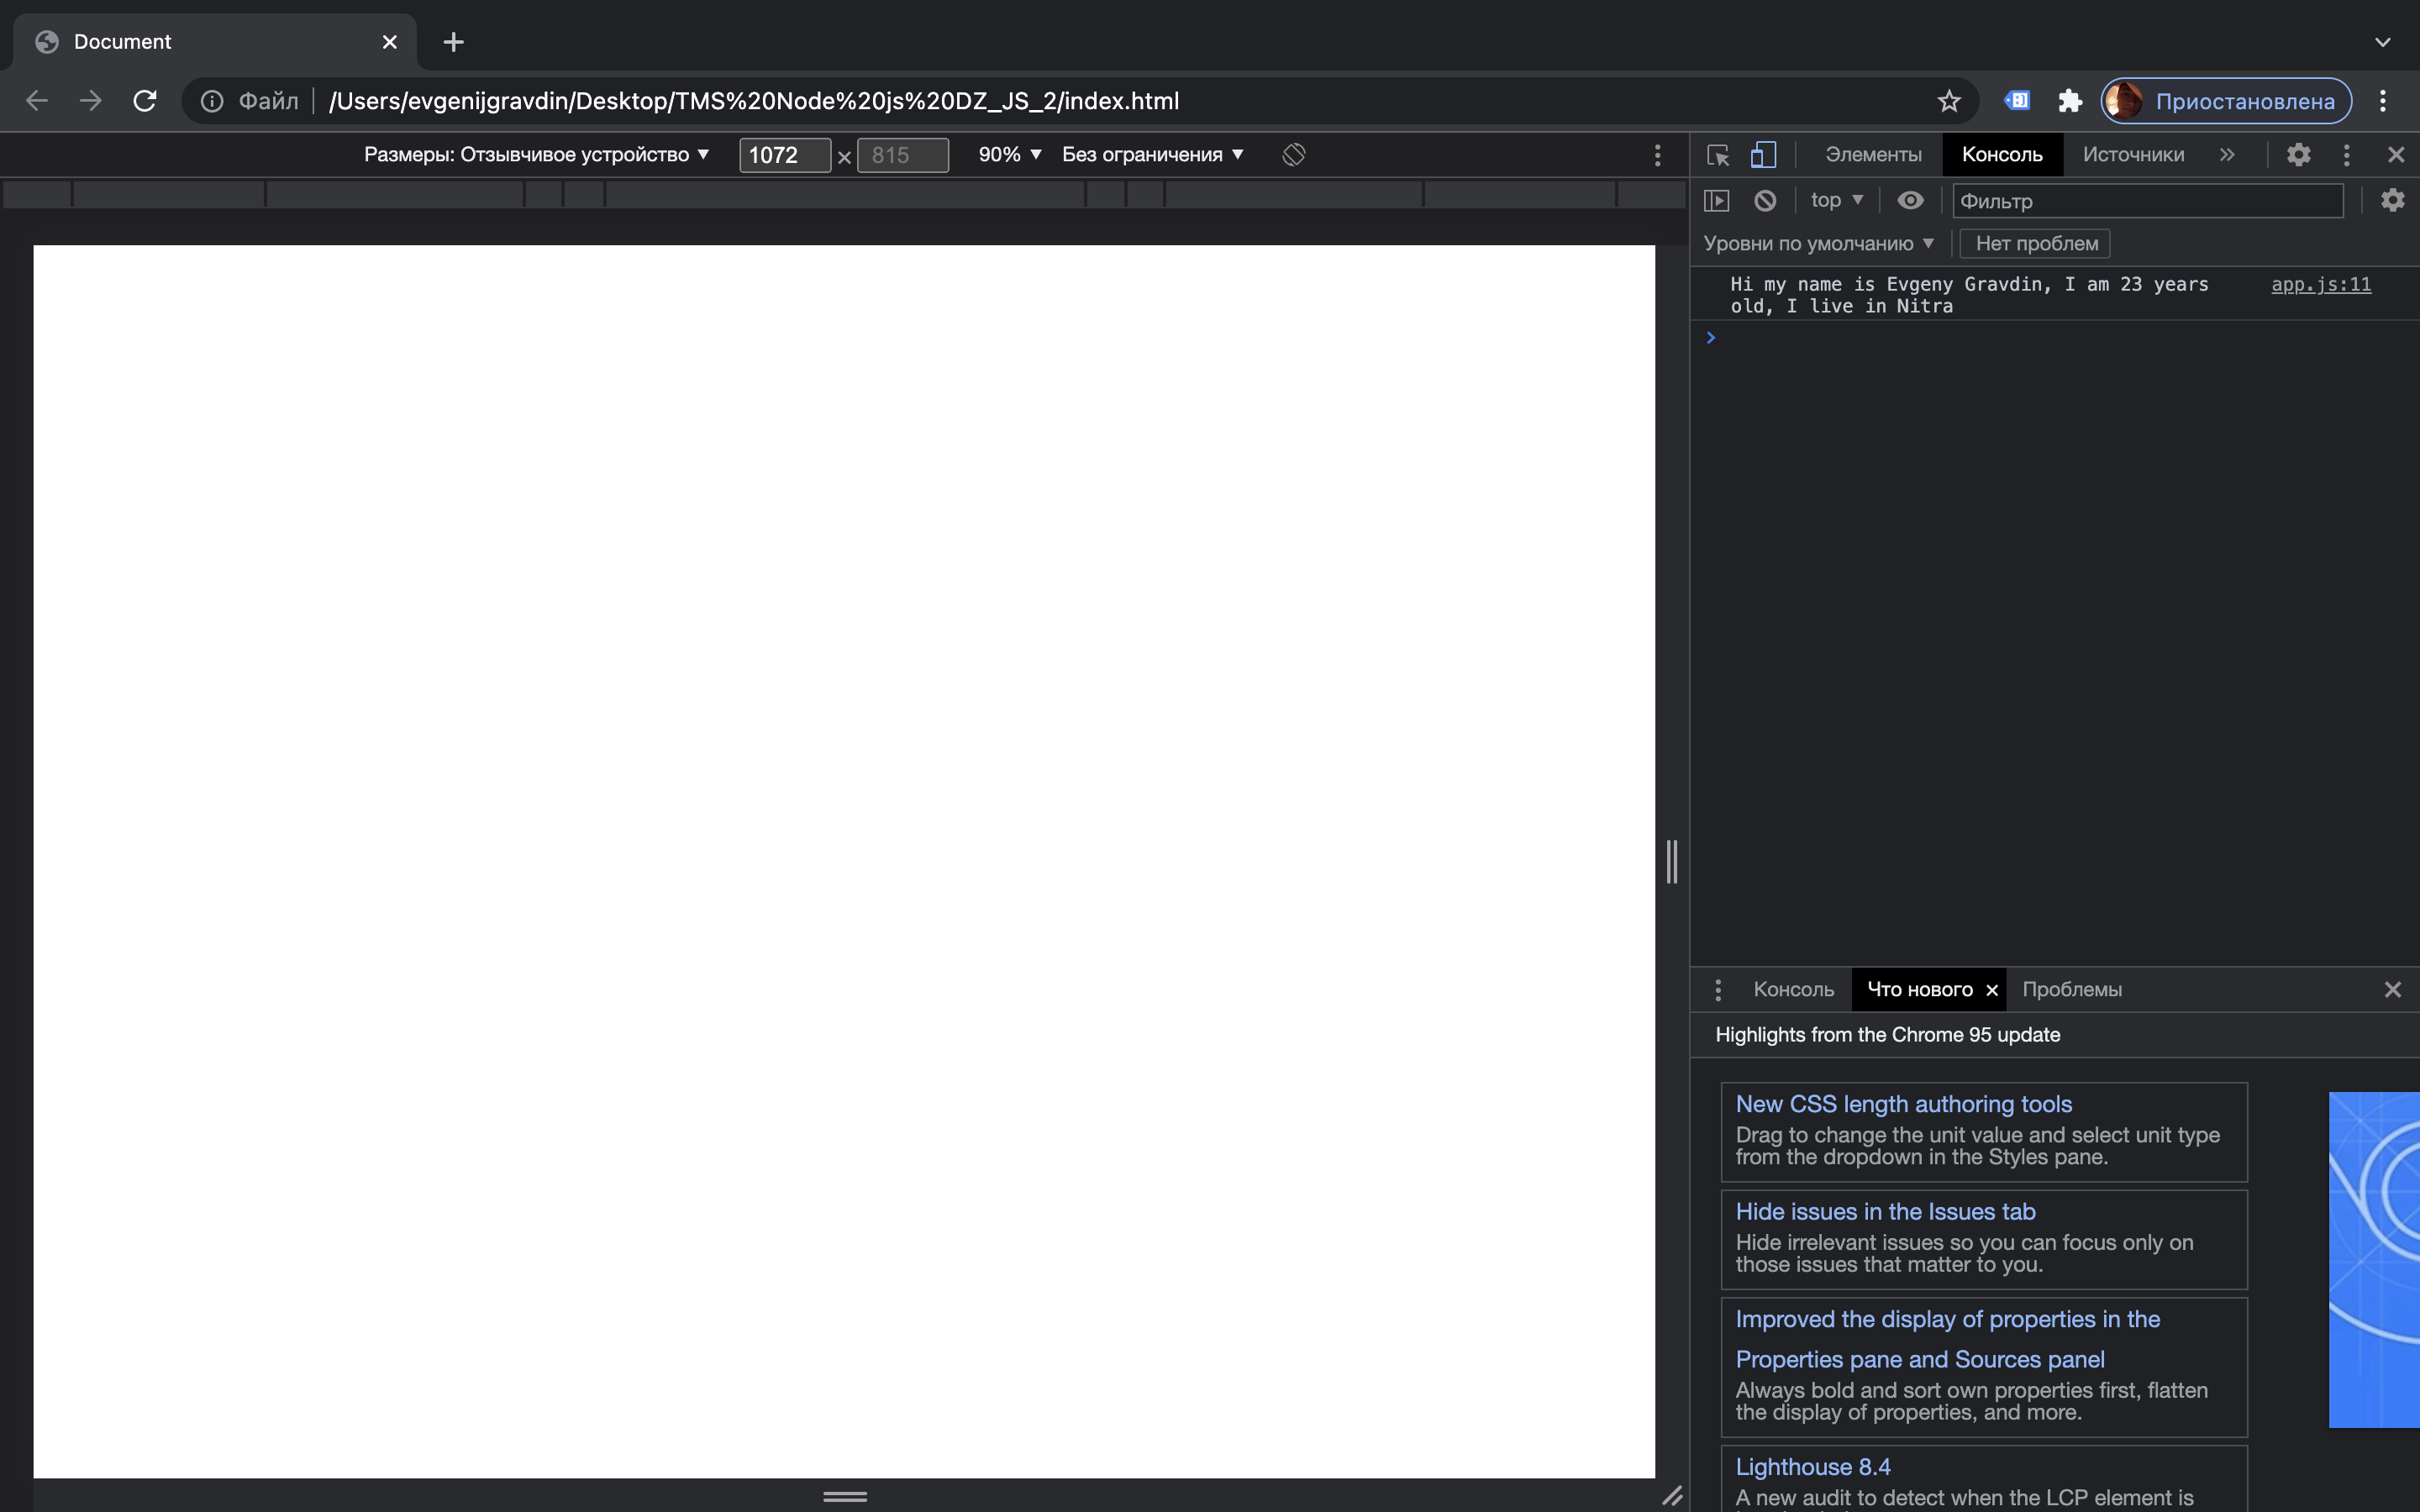 Document
Файл /Users/evgenijgravdin/Desktop/TMS%20Node%20js%20DZ_JS_2/index.html
Приостановлена
Размеры: Отзывчивое устройство ▼ 1072 × 815 90% ▼ Без ограничения ▼
Элементы Консоль Источники »
top ▼ Фильтр
Уровни по умолчанию ▼ Нет проблем
Hi my name is Evgeny Gravdin, I am 23 years app.js:11
old, I live in Nitra
Консоль Что нового Проблемы
Highlights from the Chrome 95 update
New CSS length authoring tools
Drag to change the unit value and select unit type
from the dropdown in the Styles pane.
Hide issues in the Issues tab
Hide irrelevant issues so you can focus only on
those issues that matter to you.
Improved the display of properties in the
Properties pane and Sources panel
Always bold and sort own properties first, flatten
the display of properties, and more.
Lighthouse 8.4
A new audit to detect when the LCP element is